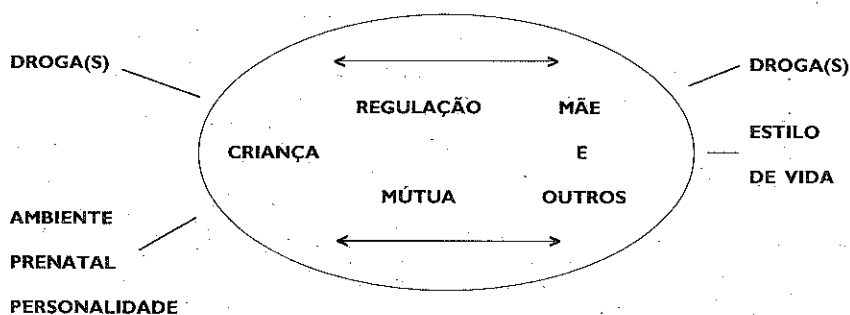 DROGA(S)
DROGA(S)
REGULAÇÃO
MÃE
CRIANÇA
E
ESTILO
DE VIDA
MÚTUA
OUTROS
AMBIENTE
PRENATAL
PERSONALIDADE